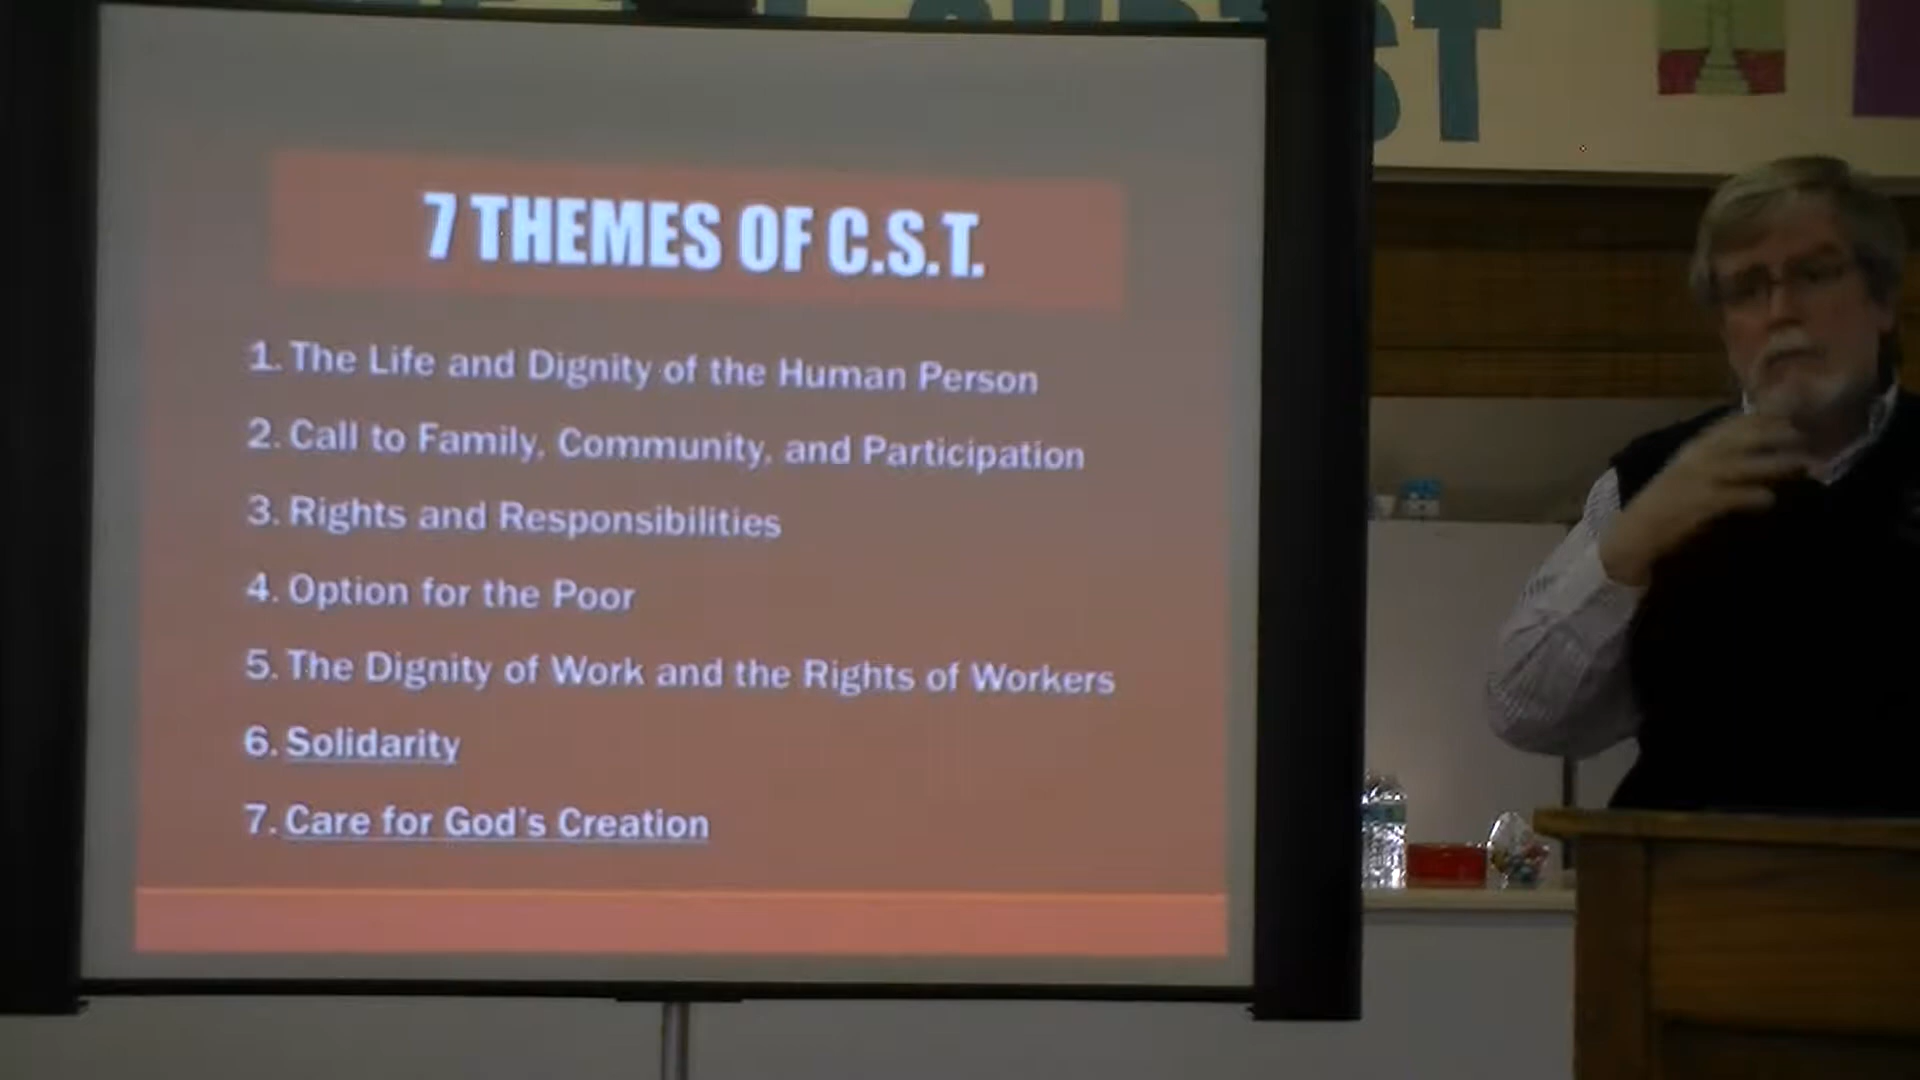 7 THEMES OF C.S.T.
1. The Life and Dignity of the Human Person
2. Call to Family, Community, and Participation
3. Rights and Responsibilities
4. Option for the Poor
5. The Dignity of Work and the Rights of Workers
6. Solidarity
7. Care for God's Creation